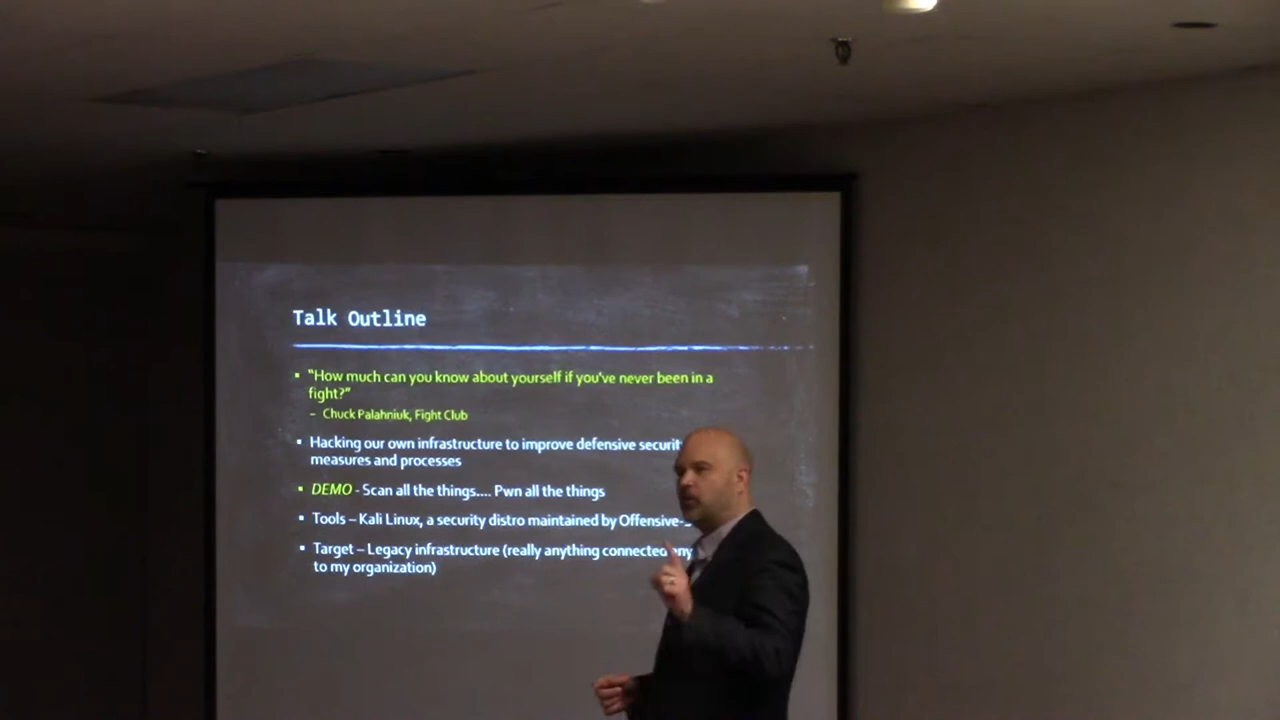 Talk Outline
▪ "How much can you know about yourself if you've never been in a
fight?"
– Chuck Palahniuk, Fight Club
▪ Hacking our own infrastructure to improve defensive securit
measures and processes
▪ DEMO - Scan all the things.... Pwn all the things
▪ Tools – Kali Linux, a security distro maintained by Offensive-
▪ Target – Legacy infrastructure (really anything connected
to my organization)